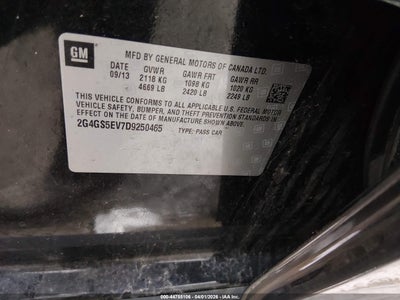 GM
MFD BY GENERAL MOTORS OF CANADA LTD.
DATE GVWR GAWR FRT GAWR RR
09/13 2118 KG 1098 KG 1020 KG
4669 LB 2420 LB 2249 LB
THIS VEHICLE CONFORMS TO ALL APPLICABLE U.S. FEDERAL MOTOR
VEHICLE SAFETY, BUMPER, AND THEFT PREVENTION STANDARDS IN
EFFECT ON THE DATE OF MANUFACTURE SHOWN ABOVE.
2G4GS5EV7D9250465 TYPE: PASS CAR
000-44755106 - 04/01/2026 - IAA Inc.